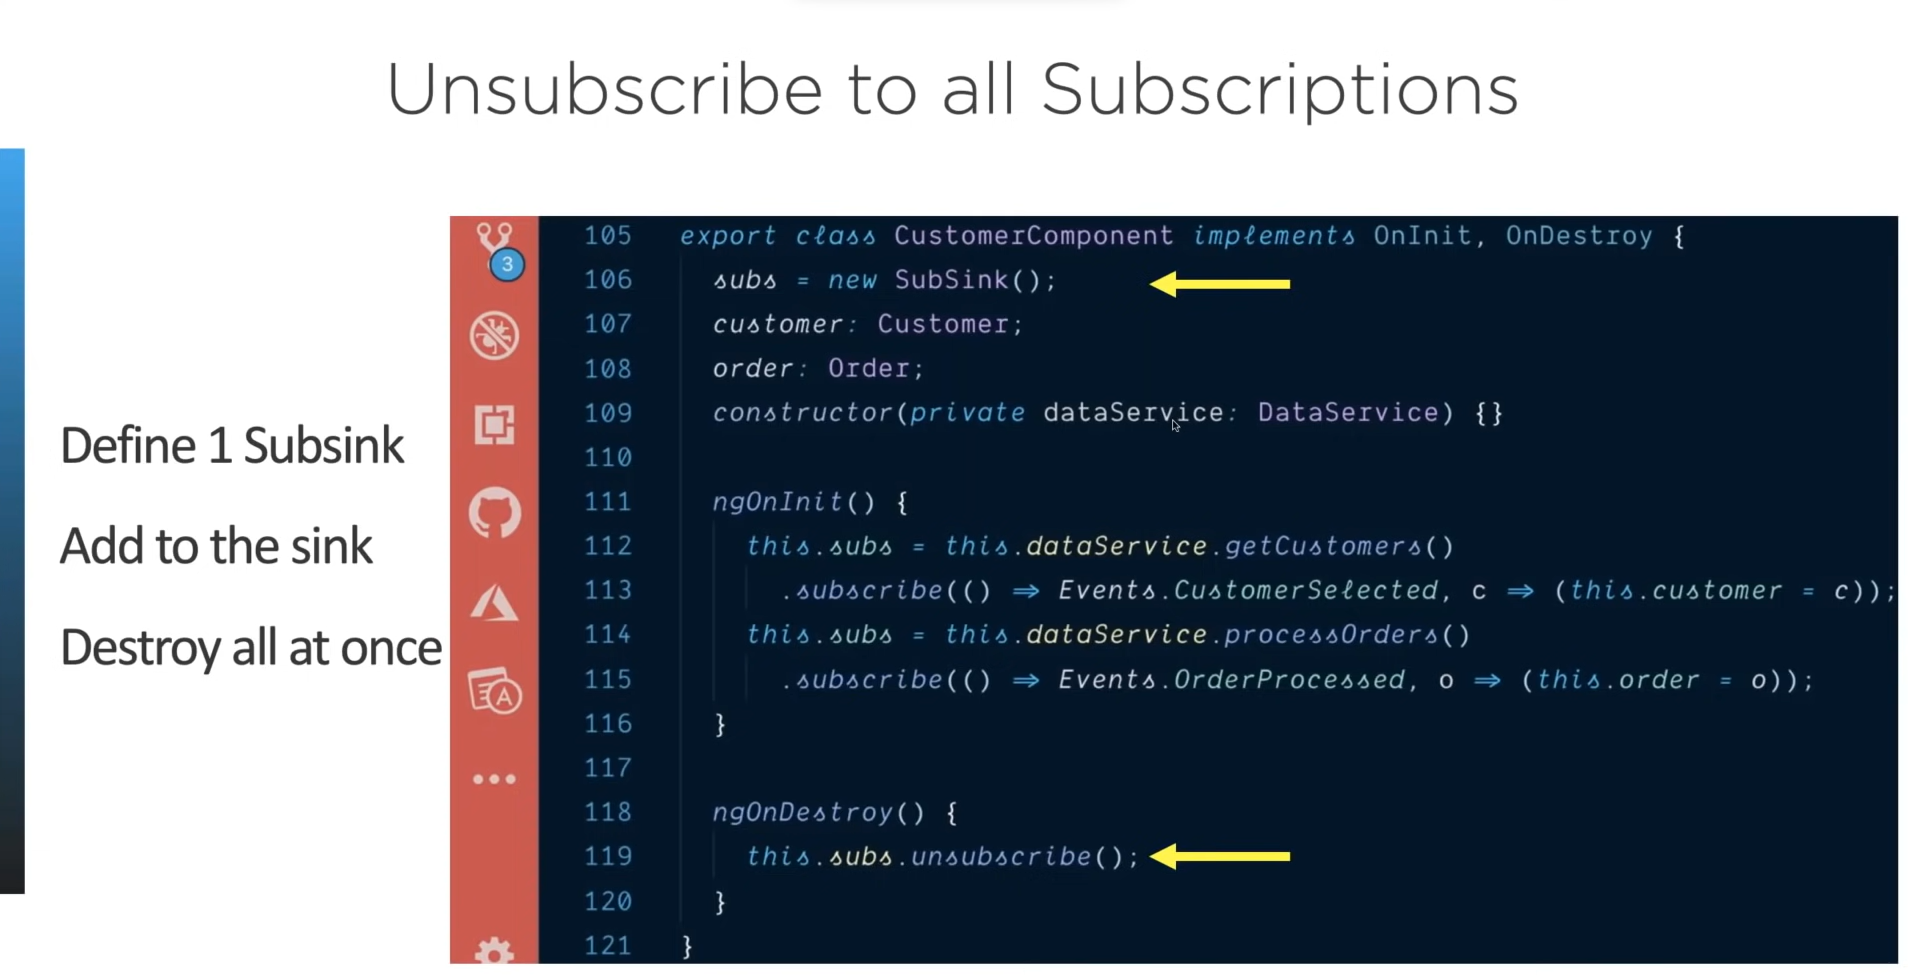 Unsubscribe to all Subscriptions
Define 1 Subsink
Add to the sink
Destroy all at once
3
A
105 export class CustomerComponent implements OnInit, OnDestroy {
106 subs = new SubSink();
107 customer: Customer;
108 order: Order;
109 constructor(private dataService: DataService) {}
110
111 ngOnInit() {
112 this.subs = this.dataService.getCustomers()
113 .subscribe(() ⇒ Events.CustomerSelected, c ⇒ (this.customer = c));
114 this.subs = this.dataService.processOrders()
115 .subscribe(() ⇒ Events.OrderProcessed, o ⇒ (this.order = o));
116 }
117
118 ngOnDestroy() {
119 this.subs.unsubscribe();
120 }
121 }